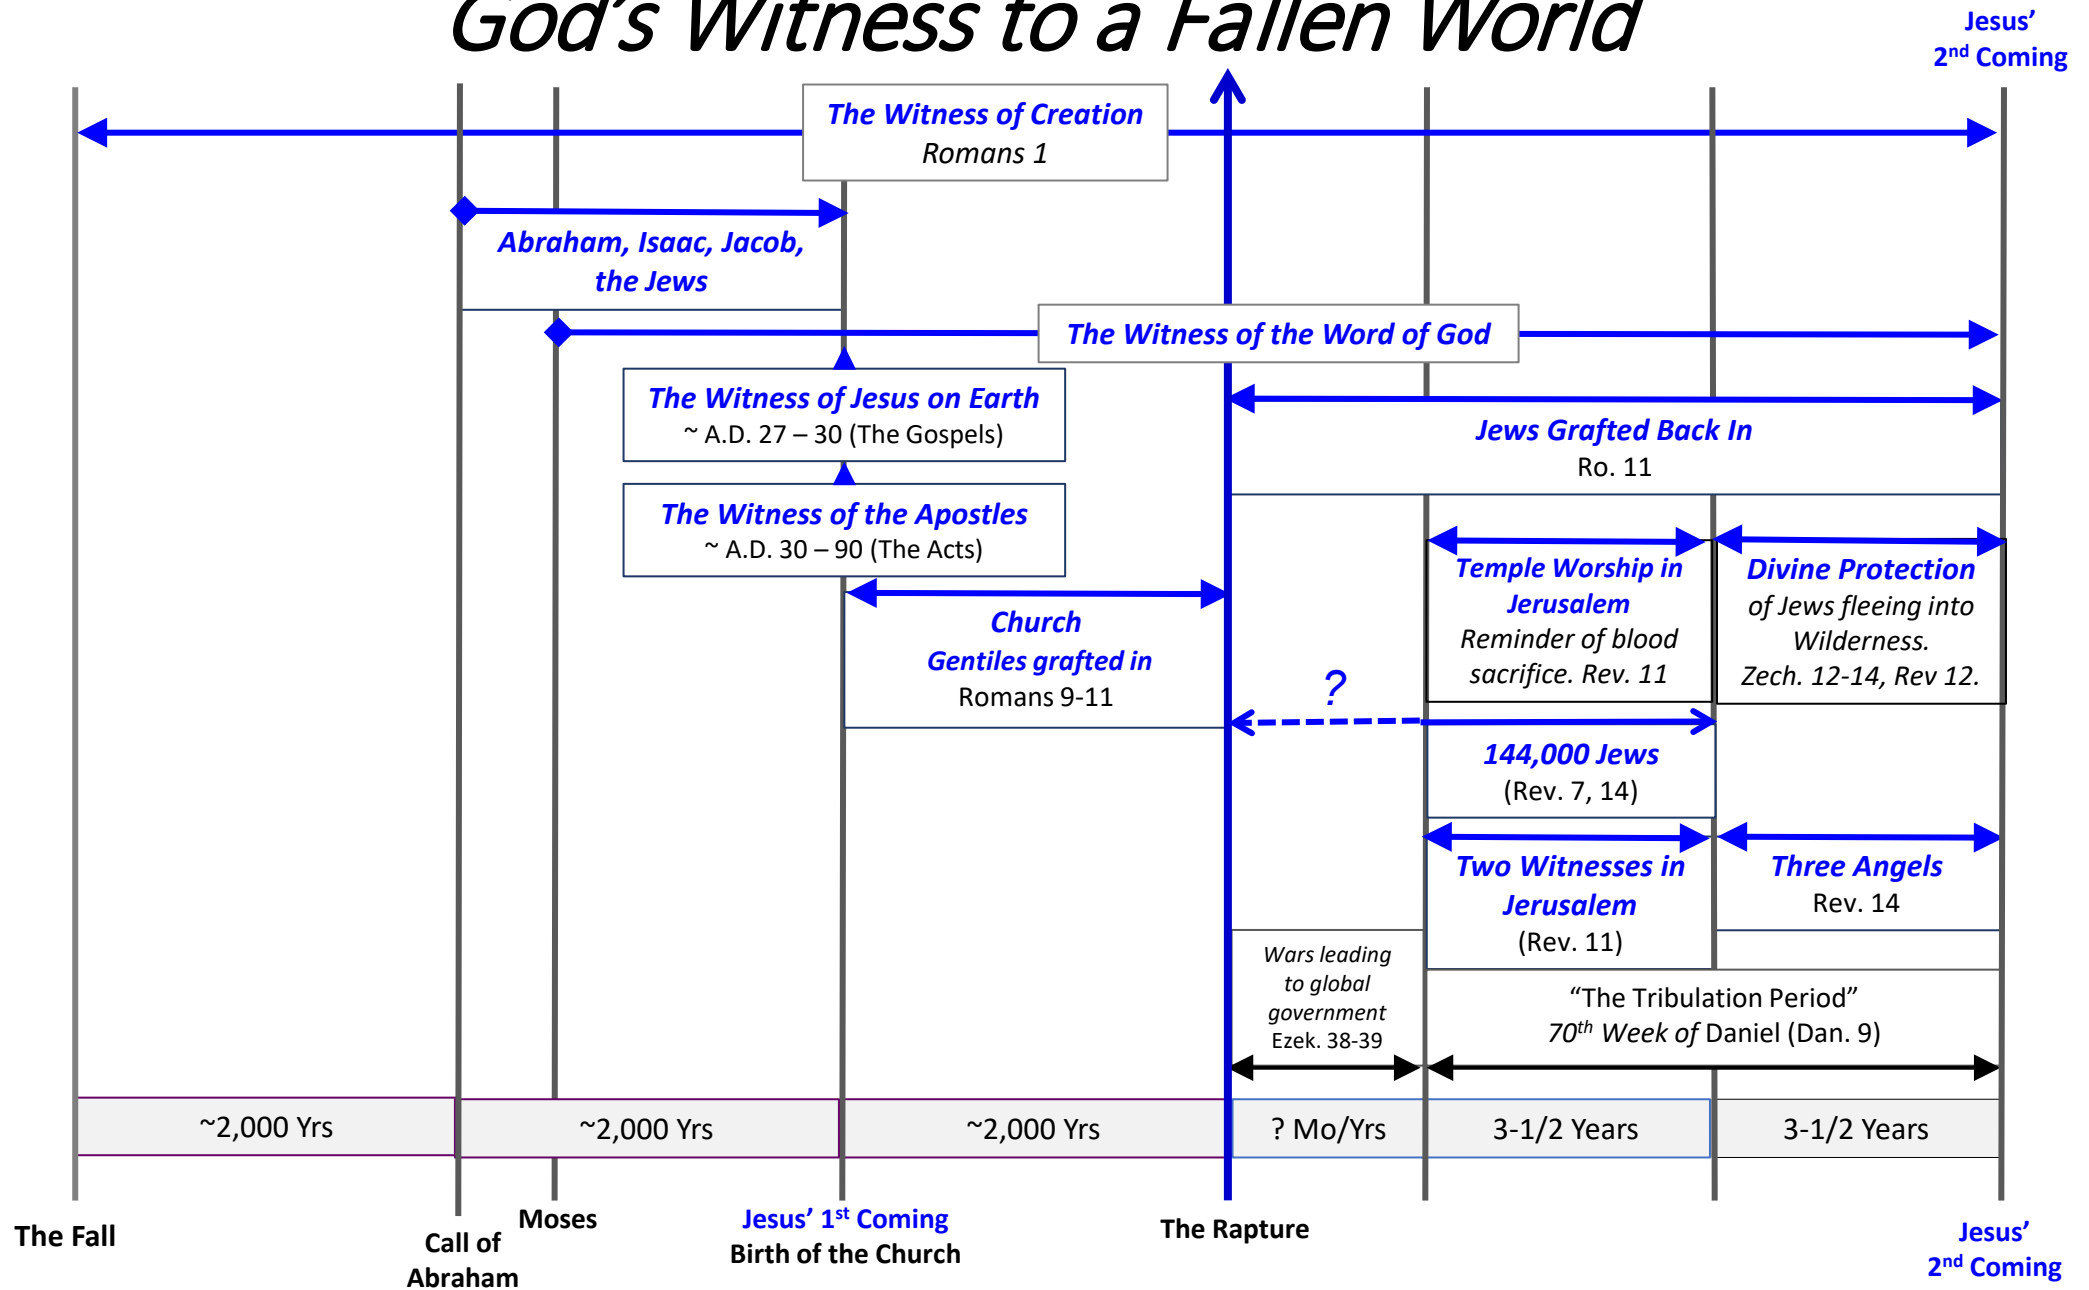 God's Witness to a Fallen World
Jesus'
2nd Coming
The Witness of Creation
Romans 1
Abraham, Isaac, Jacob,
the Jews
The Witness of the Word of God
The Witness of Jesus on Earth
~ A.D. 27 – 30 (The Gospels)
Jews Grafted Back In
Ro. 11
The Witness of the Apostles
~ A.D. 30 – 90 (The Acts)
Church
Gentiles grafted in
Romans 9-11
Temple Worship in
Jerusalem
Reminder of blood
sacrifice. Rev. 11
Divine Protection
of Jews fleeing into
Wilderness.
Zech. 12-14, Rev 12.
?
144,000 Jews
(Rev. 7, 14)
Two Witnesses in
Jerusalem
(Rev. 11)
Three Angels
Rev. 14
Wars leading
to global
government
Ezek. 38-39
“The Tribulation Period”
70th Week of Daniel (Dan. 9)
~2,000 Yrs
~2,000 Yrs
~2,000 Yrs
? Mo/Yrs
3-1/2 Years
3-1/2 Years
The Fall
Call of
Abraham
Moses
Jesus' 1st Coming
Birth of the Church
The Rapture
Jesus'
2nd Coming